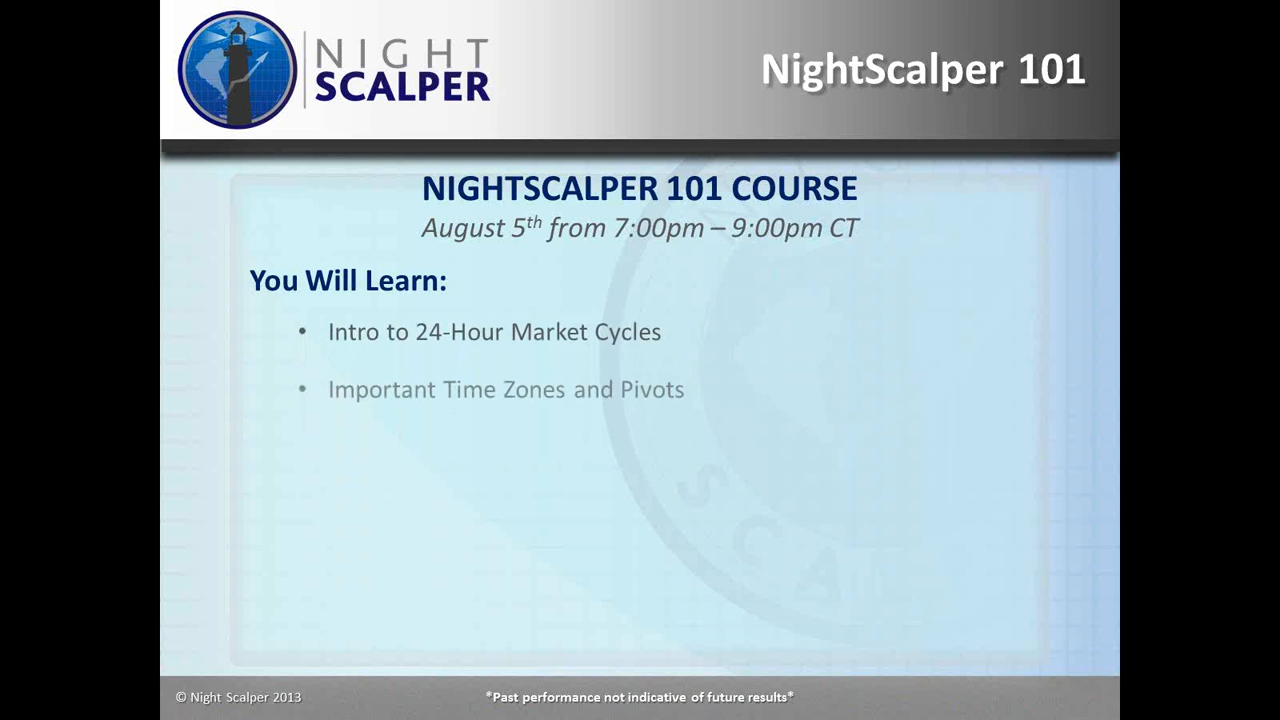 NIGHT
SCALPER
NightScalper 101
NIGHTSCALPER 101 COURSE
August 5th from 7:00pm – 9:00pm CT
You Will Learn:
• Intro to 24-Hour Market Cycles
• Important Time Zones and Pivots
© Night Scalper 2013
*Past performance not indicative of future results*